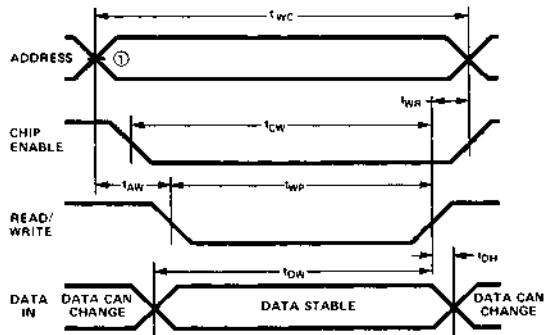 tWC
ADDRESS
①
tWR
tCW
CHIP
ENABLE
tAW
tWP
READ/
WRITE
tDH
tDW
DATA
IN
DATA CAN
CHANGE
DATA STABLE
DATA CAN
CHANGE